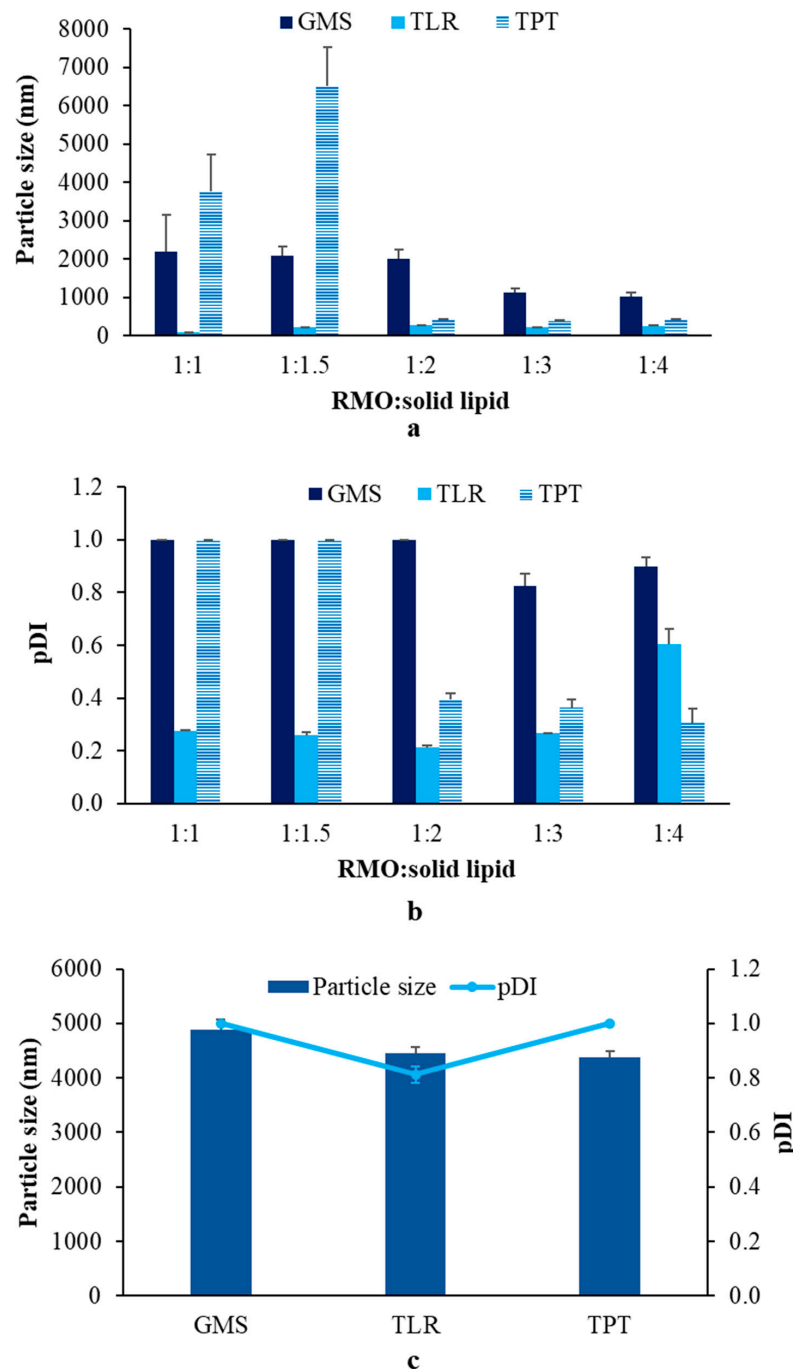 GMS TLR TPT
8000
7000
6000
5000
4000
3000
2000
1000
0
Particle size (nm)
1:1 1:1.5 1:2 1:3 1:4
RMO:solid lipid
a
GMS TLR TPT
1.2
1.0
0.8
0.6
0.4
0.2
0.0
pDI
1:1 1:1.5 1:2 1:3 1:4
RMO:solid lipid
b
Particle size pDI
6000 1.2
5000 1.0
4000 0.8
3000 0.6
2000 0.4
1000 0.2
0 0.0
Particle size (nm)
pDI
GMS TLR TPT
c